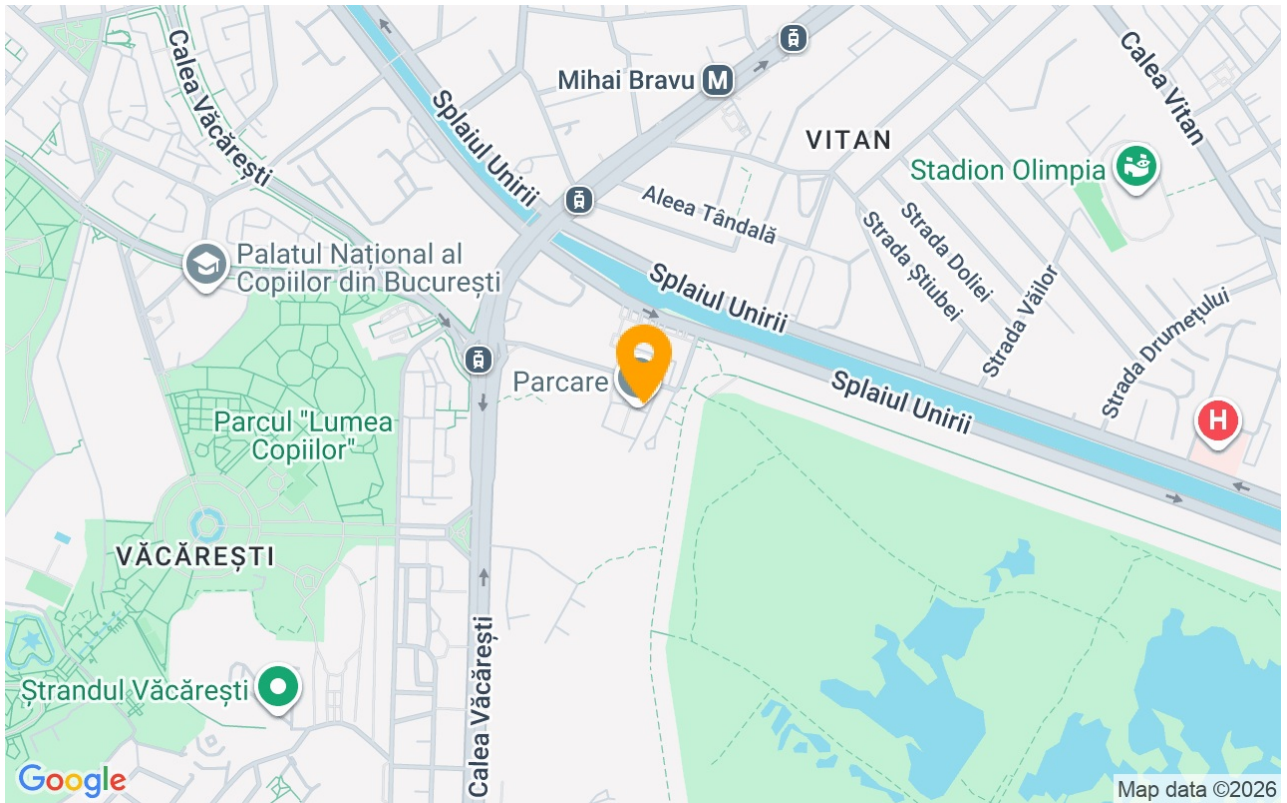 Calea Văcărești
Splaiul Unirii
Mihai Bravu
M
VITAN
Calea Vitan
Stadion Olimpia
Aleea Tândală
Strada Doliei
Strada Știubei
Strada Văilor
Strada Drumețului
Palatul Național al
Copiilor din București
Splaiul Unirii
Parcare
Splaiul Unirii
H
Parcul "Lumea
Copiilor"
VĂCĂREȘTI
Ștrandul Văcărești
Calea Văcărești
Google
Map data ©2026